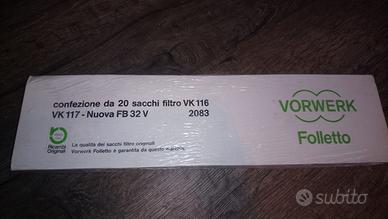 confezione da 20 sacchi filtro VK 116
VK 117 - Nuova FB 32 V 2083
VORWERK
Folletto
Ricambi
Originali
La qualità dei sacchi filtro originali
Vorwerk Folletto è garantita da questo marchio.
subito